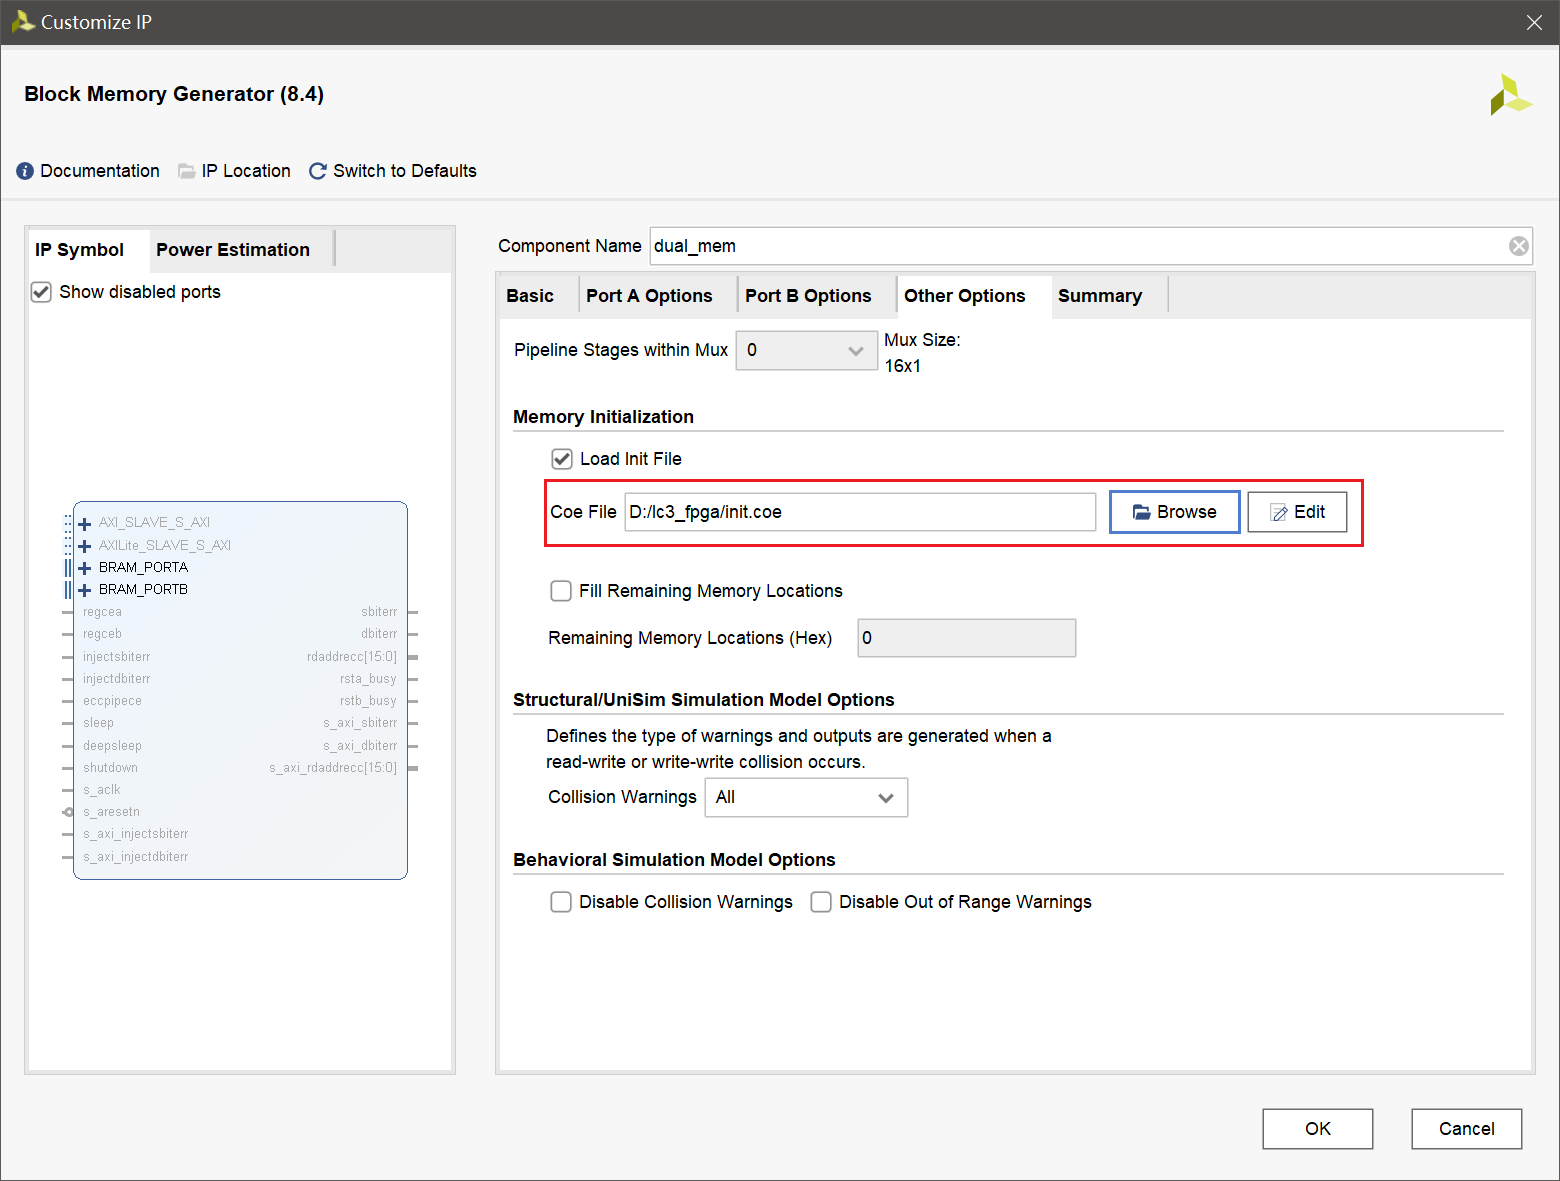 Customize IP
Block Memory Generator (8.4)
Documentation IP Location Switch to Defaults
IP Symbol Power Estimation
Show disabled ports
AXI_SLAVE_S_AXI
AXILite_SLAVE_S_AXI
BRAM_PORTA
BRAM_PORTB
regcea sbiterr
regceb dbiterr
injectsbiterr rdaddrecc[15:0]
injectdbiterr rsta_busy
eccpipece rstb_busy
sleep s_axi_sbiterr
deepsleep s_axi_dbiterr
shutdown s_axi_rdaddrecc[15:0]
s_aclk
s_aresetn
s_axi_injectsbiterr
s_axi_injectdbiterr
Component Name dual_mem
Basic Port A Options Port B Options Other Options Summary
Pipeline Stages within Mux 0 Mux Size:
16x1
Memory Initialization
Load Init File
Coe File D:/lc3_fpga/init.coe Browse Edit
Fill Remaining Memory Locations
Remaining Memory Locations (Hex) 0
Structural/UniSim Simulation Model Options
Defines the type of warnings and outputs are generated when a
read-write or write-write collision occurs.
Collision Warnings All
Behavioral Simulation Model Options
Disable Collision Warnings Disable Out of Range Warnings
OK Cancel